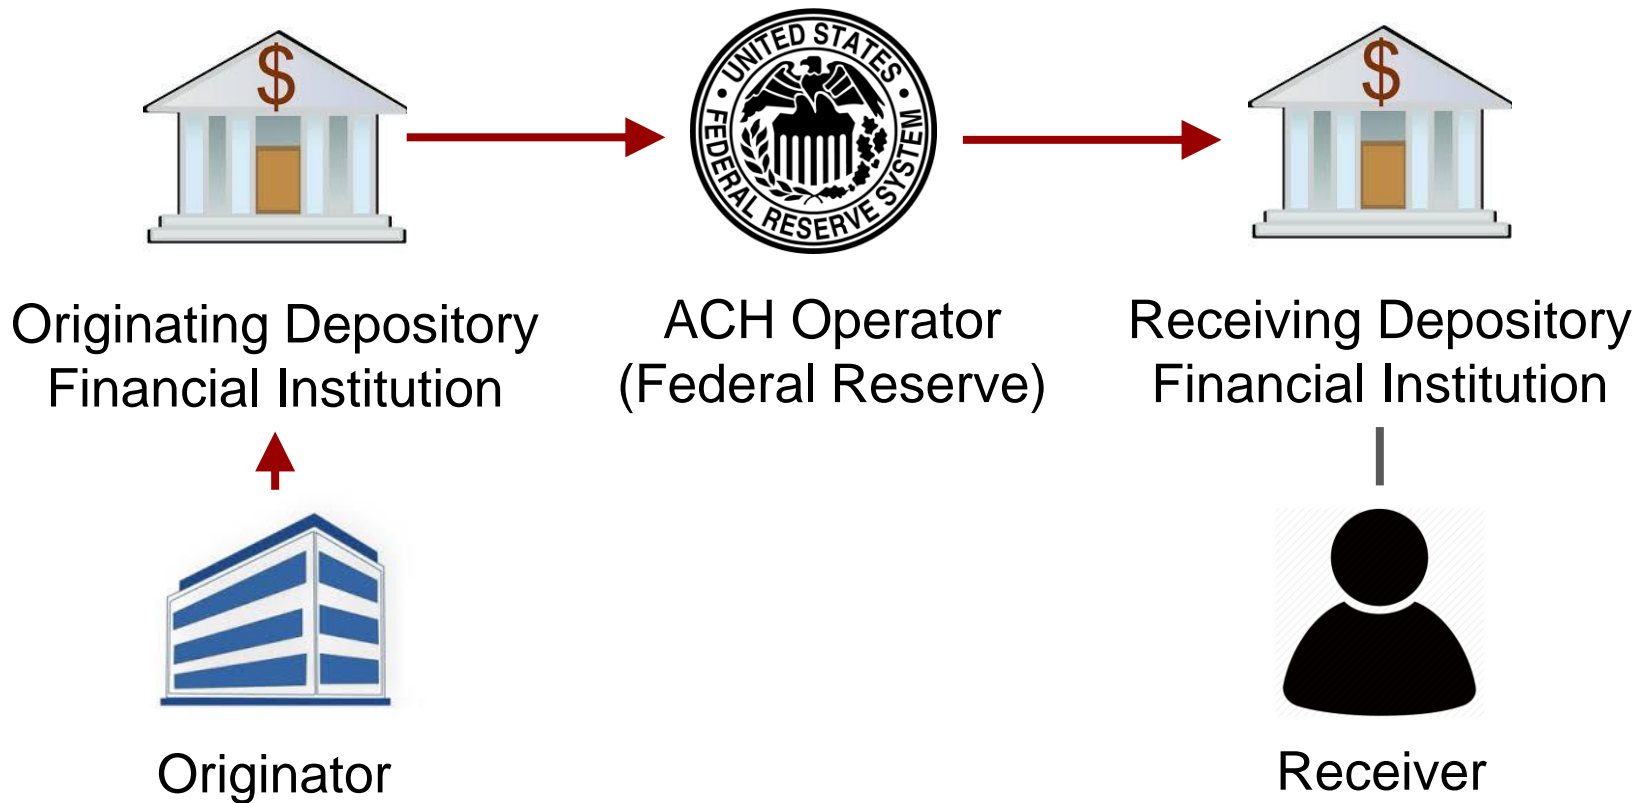 $
UNITED STATES
FEDERAL RESERVE SYSTEM
$
Originating Depository
Financial Institution
ACH Operator
(Federal Reserve)
Receiving Depository
Financial Institution
Originator
Receiver